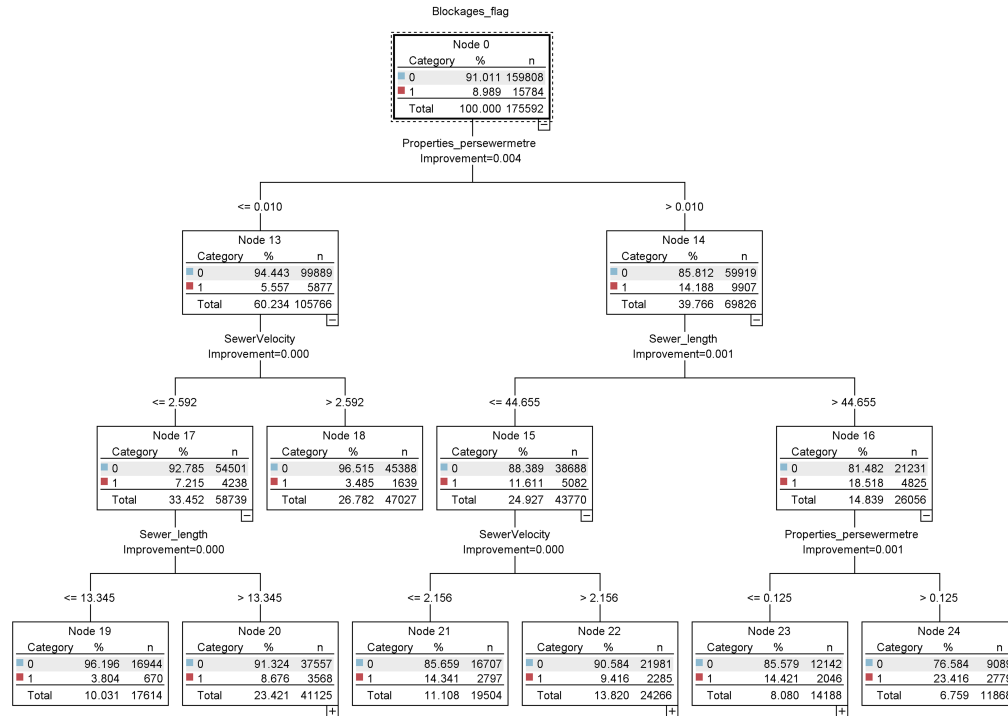 Blockages_flag
Node 0
Category % n
0 91.011 159808
1 8.989 15784
Total 100.000 175592
Properties_persewermetre
Improvement=0.004
<= 0.010
> 0.010
Node 13
Category % n
0 94.443 99889
1 5.557 5877
Total 60.234 105766
Node 14
Category % n
0 85.812 59919
1 14.188 9907
Total 39.766 69826
SewerVelocity
Improvement=0.000
Sewer_length
Improvement=0.001
<= 2.592
> 2.592
<= 44.655
> 44.655
Node 17
Category % n
0 92.785 54501
1 7.215 4238
Total 33.452 58739
Node 18
Category % n
0 96.515 45388
1 3.485 1639
Total 26.782 47027
Node 15
Category % n
0 88.389 38688
1 11.611 5082
Total 24.927 43770
Node 16
Category % n
0 81.482 21231
1 18.518 4825
Total 14.839 26056
Sewer_length
Improvement=0.000
SewerVelocity
Improvement=0.000
Properties_persewermetre
Improvement=0.001
<= 13.345
> 13.345
<= 2.156
> 2.156
<= 0.125
> 0.125
Node 19
Category % n
0 96.196 16944
1 3.804 670
Total 10.031 17614
Node 20
Category % n
0 91.324 37557
1 8.676 3568
Total 23.421 41125
Node 21
Category % n
0 85.659 16707
1 14.341 2797
Total 11.108 19504
Node 22
Category % n
0 90.584 21981
1 9.416 2285
Total 13.820 24266
Node 23
Category % n
0 85.579 12142
1 14.421 2046
Total 8.080 14188
Node 24
Category % n
0 76.584 9089
1 23.416 2779
Total 6.759 11868